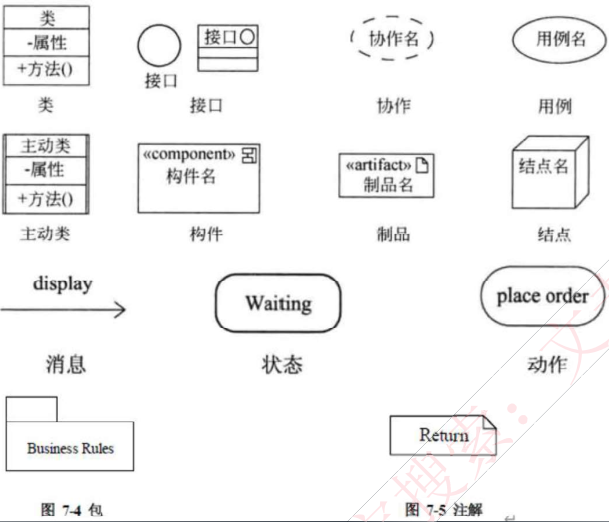 类
-属性
+方法()
类
接口
接口
接口
协作名
协作
用例名
用例
主动类
-属性
+方法()
主动类
«component»
构件名
构件
«artifact»
制品名
制品
结点名
结点
display
消息
Waiting
状态
place order
动作
Business Rules
图 7-4 包
Return
图 7-5 注解
搜索: